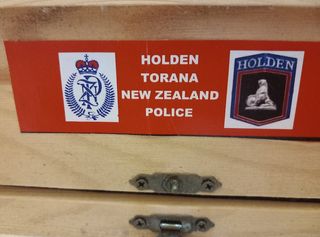 HOLDEN
TORANA
NEW ZEALAND
POLICE
HOLDEN